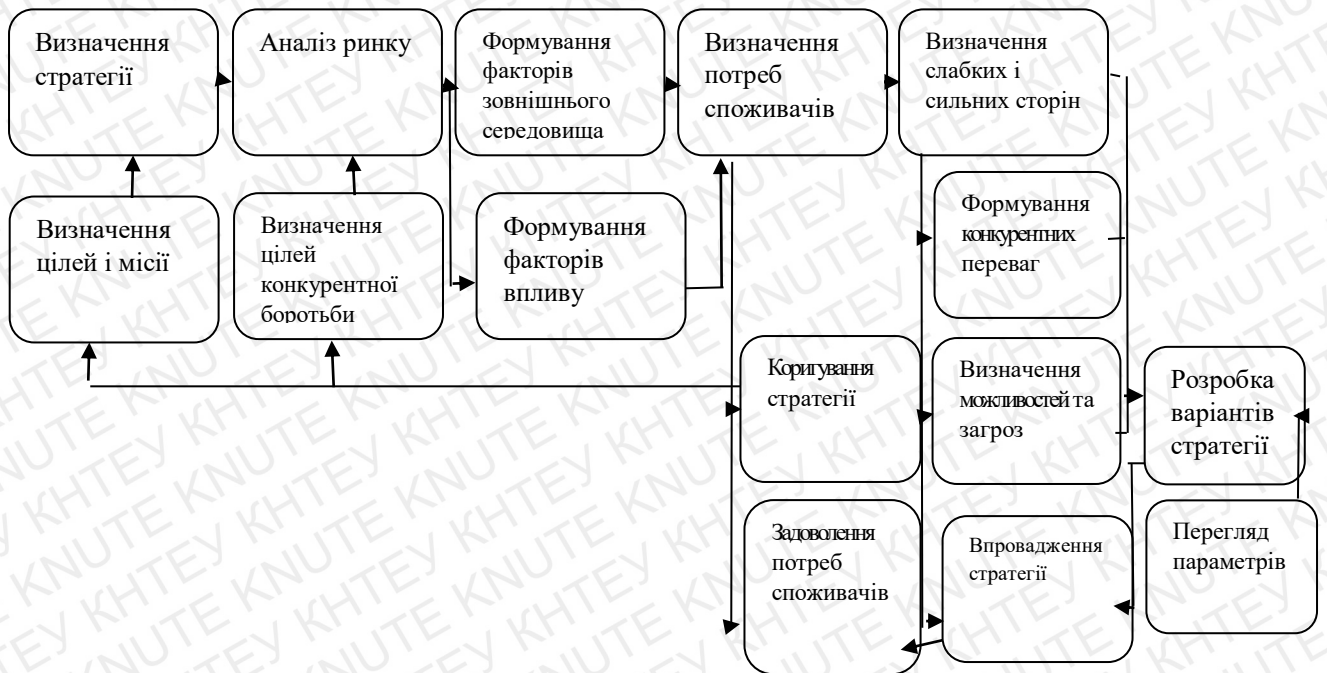 Визначення
стратегії
Аналіз ринку
Формування
факторів
зовнішнього
середовища
Визначення
потреб
споживачів
Визначення
слабких і
сильних сторін
Визначення
цілей і місії
Визначення
цілей
конкурентної
боротьби
Формування
факторів
впливу
Формування
конкурентних
переваг
Коригування
стратегії
Визначення
можливостей та
загроз
Розробка
варіантів
стратегії
Задоволення
потреб
споживачів
Впровадження
стратегії
Перегляд
параметрів